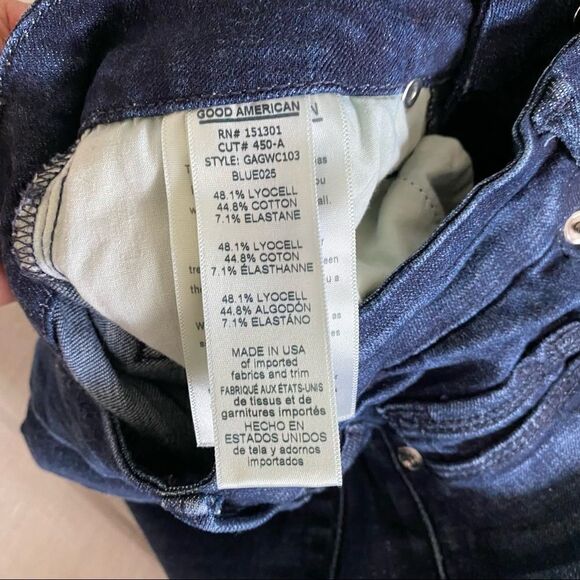 GOOD AMERICAN
RN# 151301
CUT# 450-A
STYLE: GAGWC103
BLUE025
48.1% LYOCELL
44.8% COTTON
7.1% ELASTANE
48.1% LYOCELL
44.8% COTON
7.1% ÉLASTHANNE
48.1% LYOCELL
44.8% ALGODÓN
7.1% ELASTÁNO
MADE IN USA
of imported
fabrics and trim
FABRIQUÉ AUX ÉTATS-UNIS
de tissus et de
garnitures importés
HECHO EN
ESTADOS UNIDOS
de tela y adornos
importados